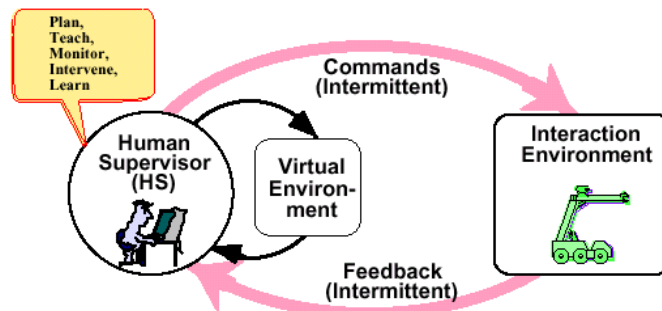 Plan,
Teach,
Monitor,
Intervene,
Learn
Commands
(Intermittent)
Human
Supervisor
(HS)
Virtual
Environ-
ment
Interaction
Environment
Feedback
(Intermittent)